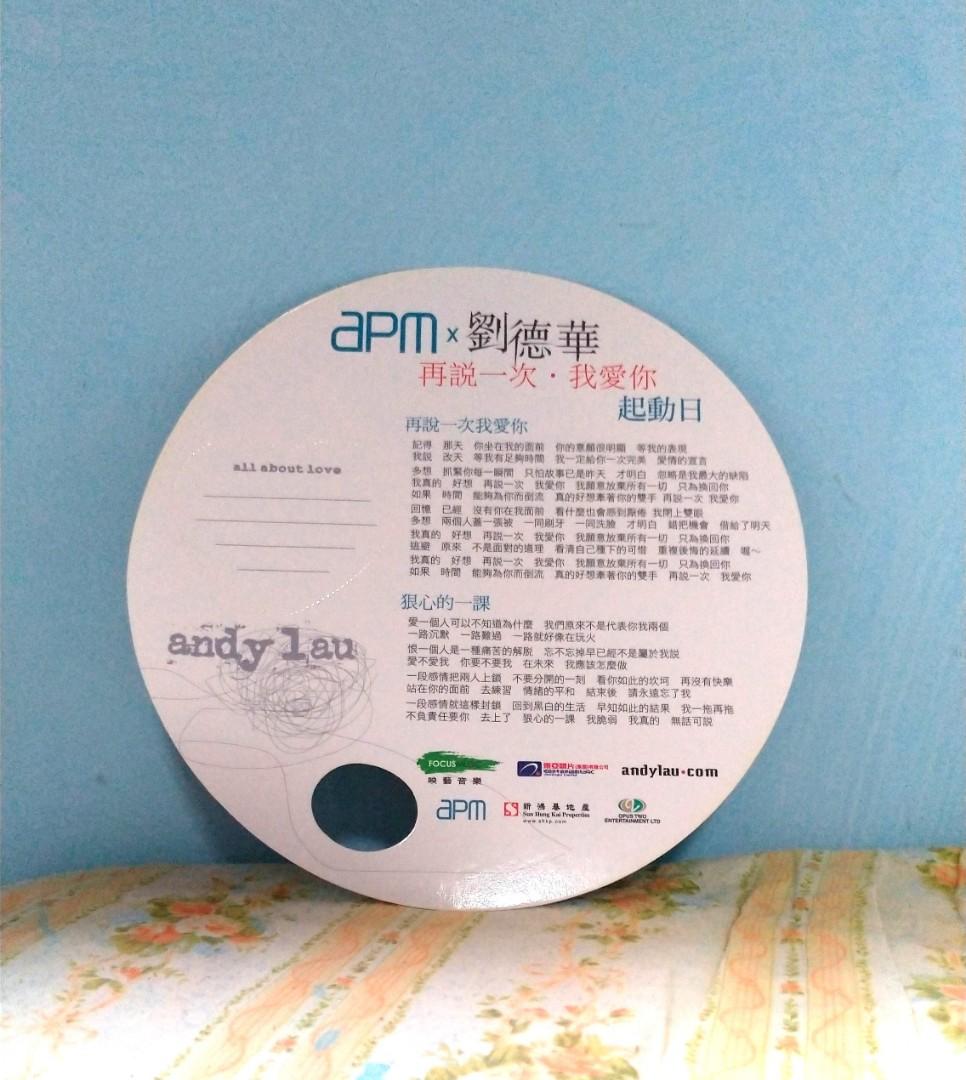 apm x 劉德華
再説一次·我愛你
起動日
再說一次我愛你
記得 那天 你坐在我的面前 你的意願很明顯 等我的表現
我説 改天 等我有足夠時間 我一定給你一次完美 愛情的宣言
多想 抓緊你每一瞬間 只怕故事已是昨天 才明白 忽略是我最大的缺陷
我真的 好想 再説一次 我愛你 我願意放棄所有一切 只為換回你
如果 時間 能夠為你而倒流 真的好想牽著你的雙手 再説一次 我愛你
回憶 已經 沒有你在我面前 看什麼也會感到厭倦 我閉上雙眼
多想 兩個人蓋一張被 一同刷牙 一同洗臉 才明白 錯把機會 借給了明天
我真的 好想 再説一次 我愛你 我願意放棄所有一切 只為換回你
逃避 原來 不是面對的道理 看清自己種下的可惜 重複後悔的延續 喔～
我真的 好想 再説一次 我愛你 我願意放棄所有一切 只為換回你
如果 時間 能夠為你而倒流 真的好想牽著你的雙手 再説一次 我愛你
狠心的一課
愛一個人可以不知道為什麼 我們原來不是代表你我兩個
一路沉默 一路難過 一路就好像在玩火
恨一個人是一種痛苦的解脫 忘不忘掉早已經不是屬於我說
愛不愛我 你要不要我 在未來 我應該怎麼做
一段感情把兩人上鎖 不要分開的一刻 看你如此的坎坷 再沒有快樂
站在你的面前 去練習 情緒的平和 結束後 請永遠忘了我
一段感情就這樣封鎖 回到黑白的生活 早知如此的結果 我一拖再拖
不負責任要你 去上了 狠心的一課 我脆弱 我真的 無話可說
all about love
andy lau
FOCUS
映藝音樂
東亞唱片(集團)有限公司
andylau.com
apm
新鴻基地產
Sun Hung Kai Properties
www.shkp.com
OPUS TWO
ENTERTAINMENT LTD